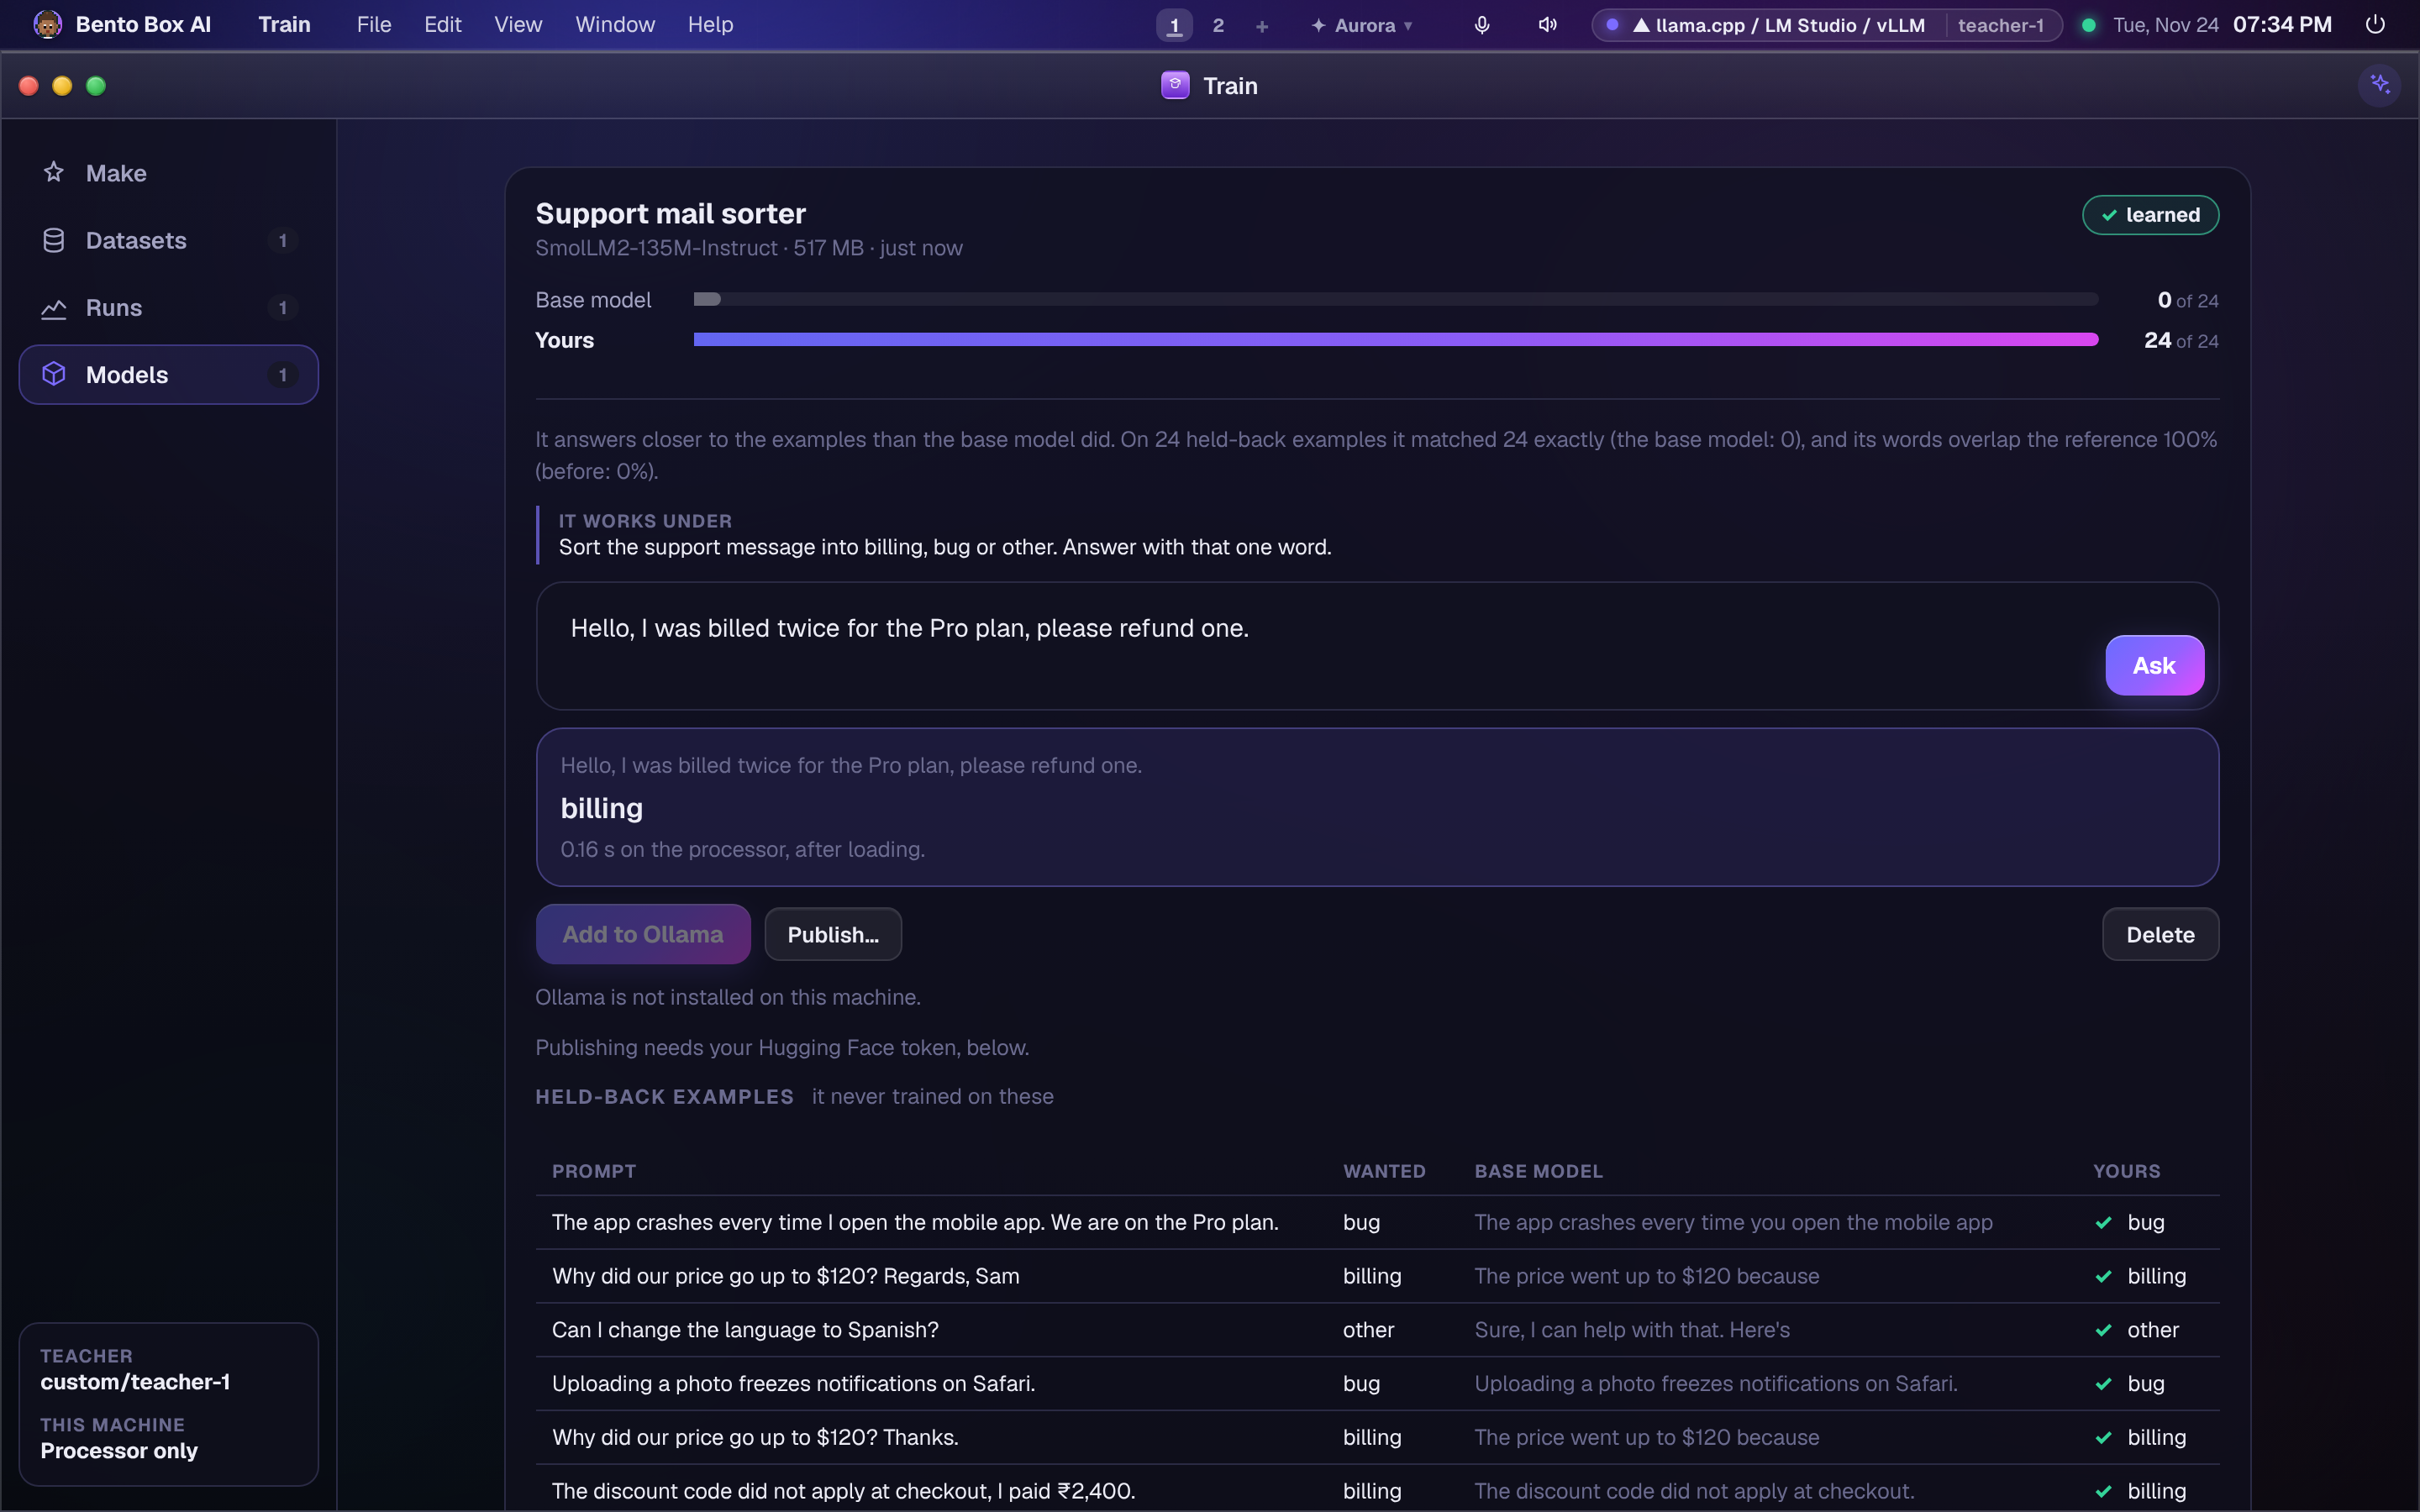 Bento Box AI Train File Edit View Window Help 1 2 + Aurora ▾ ▲ llama.cpp / LM Studio / vLLM teacher-1 Tue, Nov 24 07:34 PM
Train
Make
Datasets 1
Runs 1
Models 1
TEACHER
custom/teacher-1
THIS MACHINE
Processor only
Support mail sorter ✓ learned
SmolLM2-135M-Instruct · 517 MB · just now
Base model 0 of 24
Yours 24 of 24
It answers closer to the examples than the base model did. On 24 held-back examples it matched 24 exactly (the base model: 0), and its words overlap the reference 100%
(before: 0%).
IT WORKS UNDER
Sort the support message into billing, bug or other. Answer with that one word.
Hello, I was billed twice for the Pro plan, please refund one.
Ask
Hello, I was billed twice for the Pro plan, please refund one.
billing
0.16 s on the processor, after loading.
Add to Ollama Publish... Delete
Ollama is not installed on this machine.
Publishing needs your Hugging Face token, below.
HELD-BACK EXAMPLES it never trained on these
PROMPT WANTED BASE MODEL YOURS
The app crashes every time I open the mobile app. We are on the Pro plan. bug The app crashes every time you open the mobile app ✓ bug
Why did our price go up to $120? Regards, Sam billing The price went up to $120 because ✓ billing
Can I change the language to Spanish? other Sure, I can help with that. Here's ✓ other
Uploading a photo freezes notifications on Safari. bug Uploading a photo freezes notifications on Safari. ✓ bug
Why did our price go up to $120? Thanks. billing The price went up to $120 because ✓ billing
The discount code did not apply at checkout, I paid ₹2,400. billing The discount code did not apply at checkout. ✓ billing